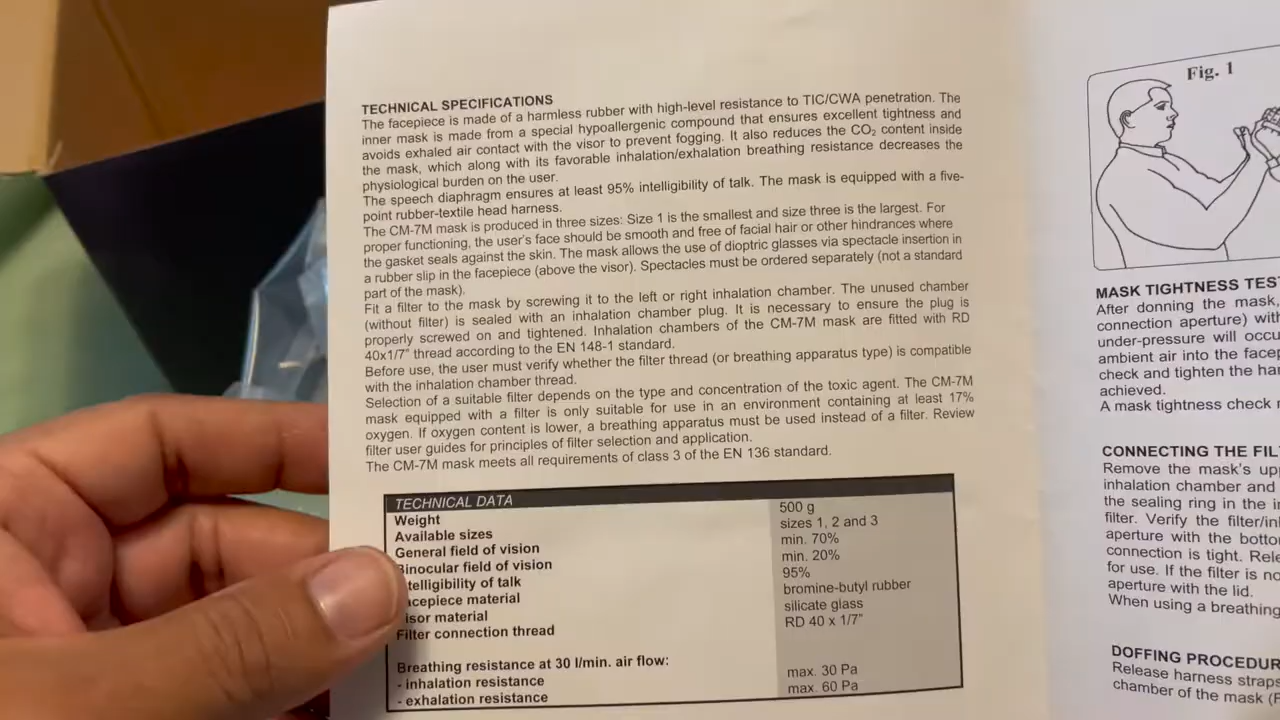 TECHNICAL SPECIFICATIONS
The facepiece is made of a harmless rubber with high-level resistance to TIC/CWA penetration. The
inner mask is made from a special hypoallergenic compound that ensures excellent tightness and
avoids exhaled air contact with the visor to prevent fogging. It also reduces the CO₂ content inside
the mask, which along with its favorable inhalation/exhalation breathing resistance decreases the
physiological burden on the user.
The speech diaphragm ensures at least 95% intelligibility of talk. The mask is equipped with a five-
point rubber-textile head harness.
The CM-7M mask is produced in three sizes: Size 1 is the smallest and size three is the largest. For
proper functioning, the user's face should be smooth and free of facial hair or other hindrances where
the gasket seals against the skin. The mask allows the use of dioptric glasses via spectacle insertion in
a rubber slip in the facepiece (above the visor). Spectacles must be ordered separately (not a standard
part of the mask).
Fit a filter to the mask by screwing it to the left or right inhalation chamber. The unused chamber
(without filter) is sealed with an inhalation chamber plug. It is necessary to ensure the plug is
properly screwed on and tightened. Inhalation chambers of the CM-7M mask are fitted with RD
40x1/7" thread according to the EN 148-1 standard.
Before use, the user must verify whether the filter thread (or breathing apparatus type) is compatible
with the inhalation chamber thread.
Selection of a suitable filter depends on the type and concentration of the toxic agent. The CM-7M
mask equipped with a filter is only suitable for use in an environment containing at least 17%
oxygen. If oxygen content is lower, a breathing apparatus must be used instead of a filter. Review
filter user guides for principles of filter selection and application.
The CM-7M mask meets all requirements of class 3 of the EN 136 standard.
TECHNICAL DATA
Weight 500 g
Available sizes sizes 1, 2 and 3
General field of vision min. 70%
Binocular field of vision min. 20%
telligibility of talk 95%
acepiece material bromine-butyl rubber
isor material silicate glass
Filter connection thread RD 40 x 1/7"
Breathing resistance at 30 l/min. air flow:
- inhalation resistance max. 30 Pa
- exhalation resistance max. 60 Pa
Fig. 1
MASK TIGHTNESS TES
After donning the mask,
connection aperture) with
under-pressure will occu
ambient air into the facep
check and tighten the har
achieved.
A mask tightness check
CONNECTING THE FIL
Remove the mask's up
inhalation chamber and
the sealing ring in the i
filter. Verify the filter/in
aperture with the botto
connection is tight. Rele
for use. If the filter is no
aperture with the lid.
When using a breathing
DOFFING PROCEDUR
Release harness straps
chamber of the mask (F